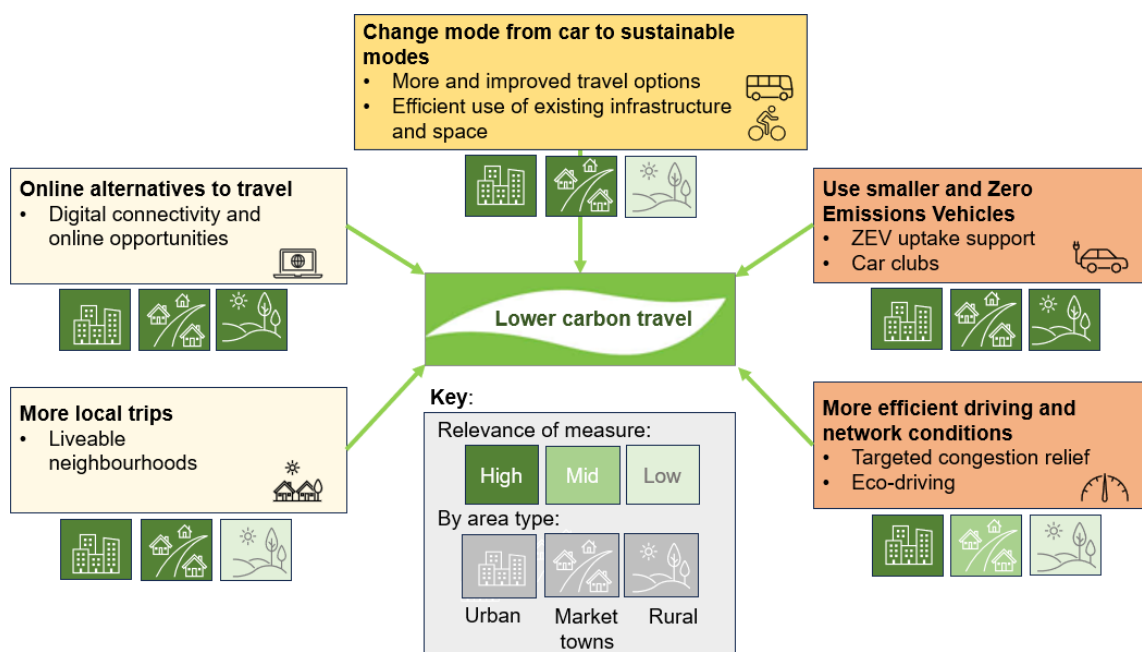 Change mode from car to sustainable
modes
• More and improved travel options
• Efficient use of existing infrastructure
and space
Online alternatives to travel
• Digital connectivity and
online opportunities
Use smaller and Zero
Emissions Vehicles
• ZEV uptake support
• Car clubs
Lower carbon travel
More local trips
• Liveable
neighbourhoods
More efficient driving and
network conditions
• Targeted congestion relief
• Eco-driving
Key:
Relevance of measure:
High Mid Low
By area type:
Urban Market Rural
towns